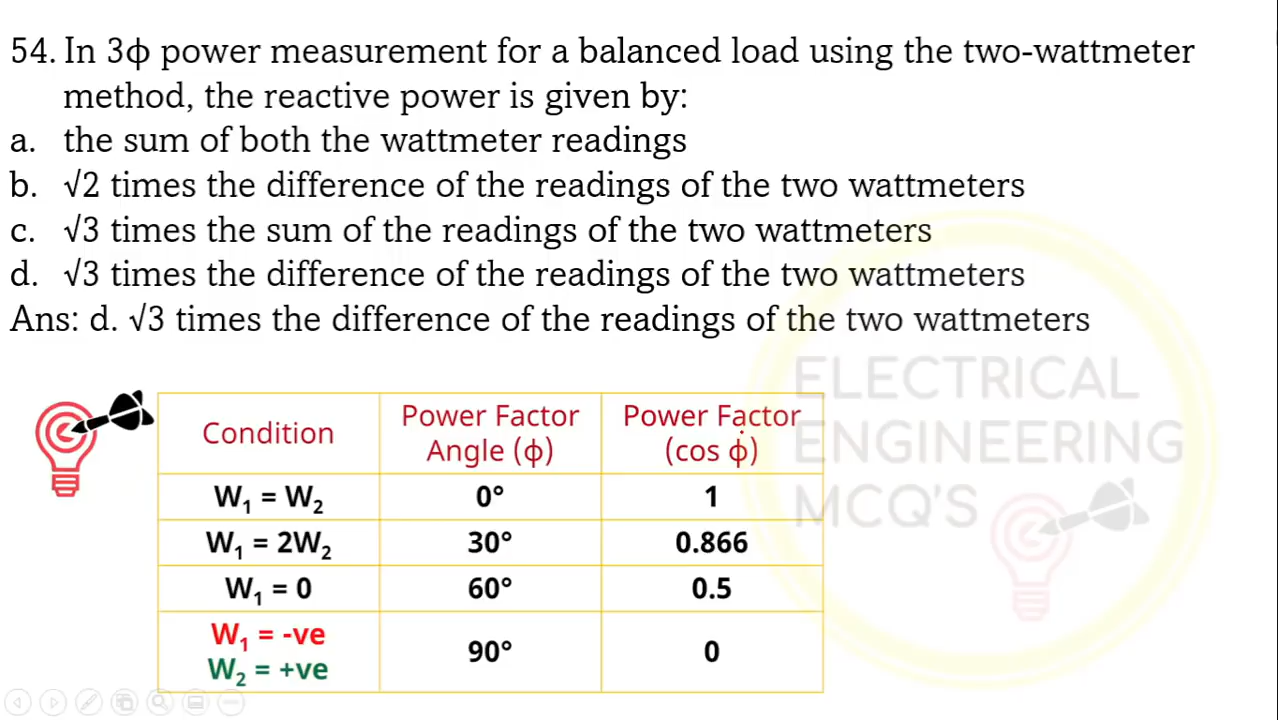 54. In 3ϕ power measurement for a balanced load using the two-wattmeter
method, the reactive power is given by:
a. the sum of both the wattmeter readings
b. √2 times the difference of the readings of the two wattmeters
c. √3 times the sum of the readings of the two wattmeters
d. √3 times the difference of the readings of the two wattmeters
Ans: d. √3 times the difference of the readings of the two wattmeters
ELECTRICAL
ENGINEERING
MCQ'S
Condition
Power Factor
Angle (ϕ)
Power Factor
(cos ϕ)
W₁ = W₂
0°
1
W₁ = 2W₂
30°
0.866
W₁ = 0
60°
0.5
W₁ = -ve
W₂ = +ve
90°
0